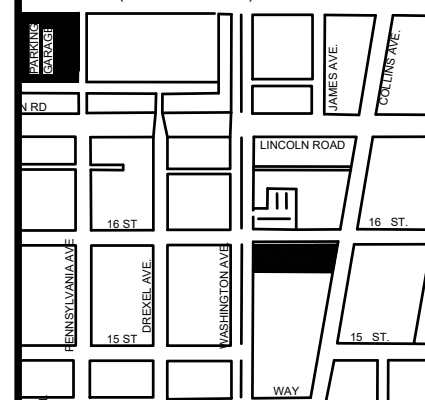 PARKING
GARAGE
JAMES AVE.
COLLINS AVE.
N RD
LINCOLN ROAD
16 ST
16 ST.
PENNSYLVANIA AVE
DREXEL AVE.
WASHINGTON AVE
15 ST
15 ST.
WAY